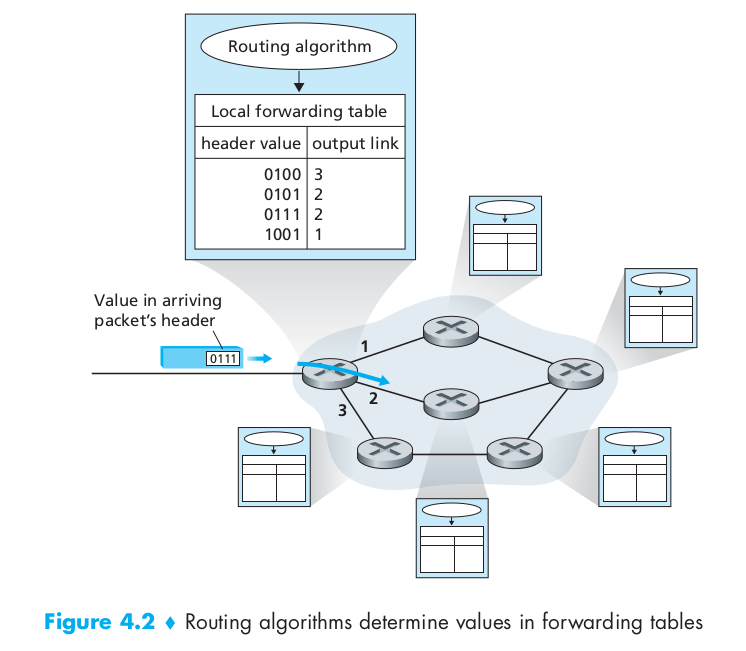 Routing algorithm
Local forwarding table
header value output link
0100 3
0101 2
0111 2
1001 1
Value in arriving
packet's header
0111
1
2
3
Figure 4.2 ♦ Routing algorithms determine values in forwarding tables